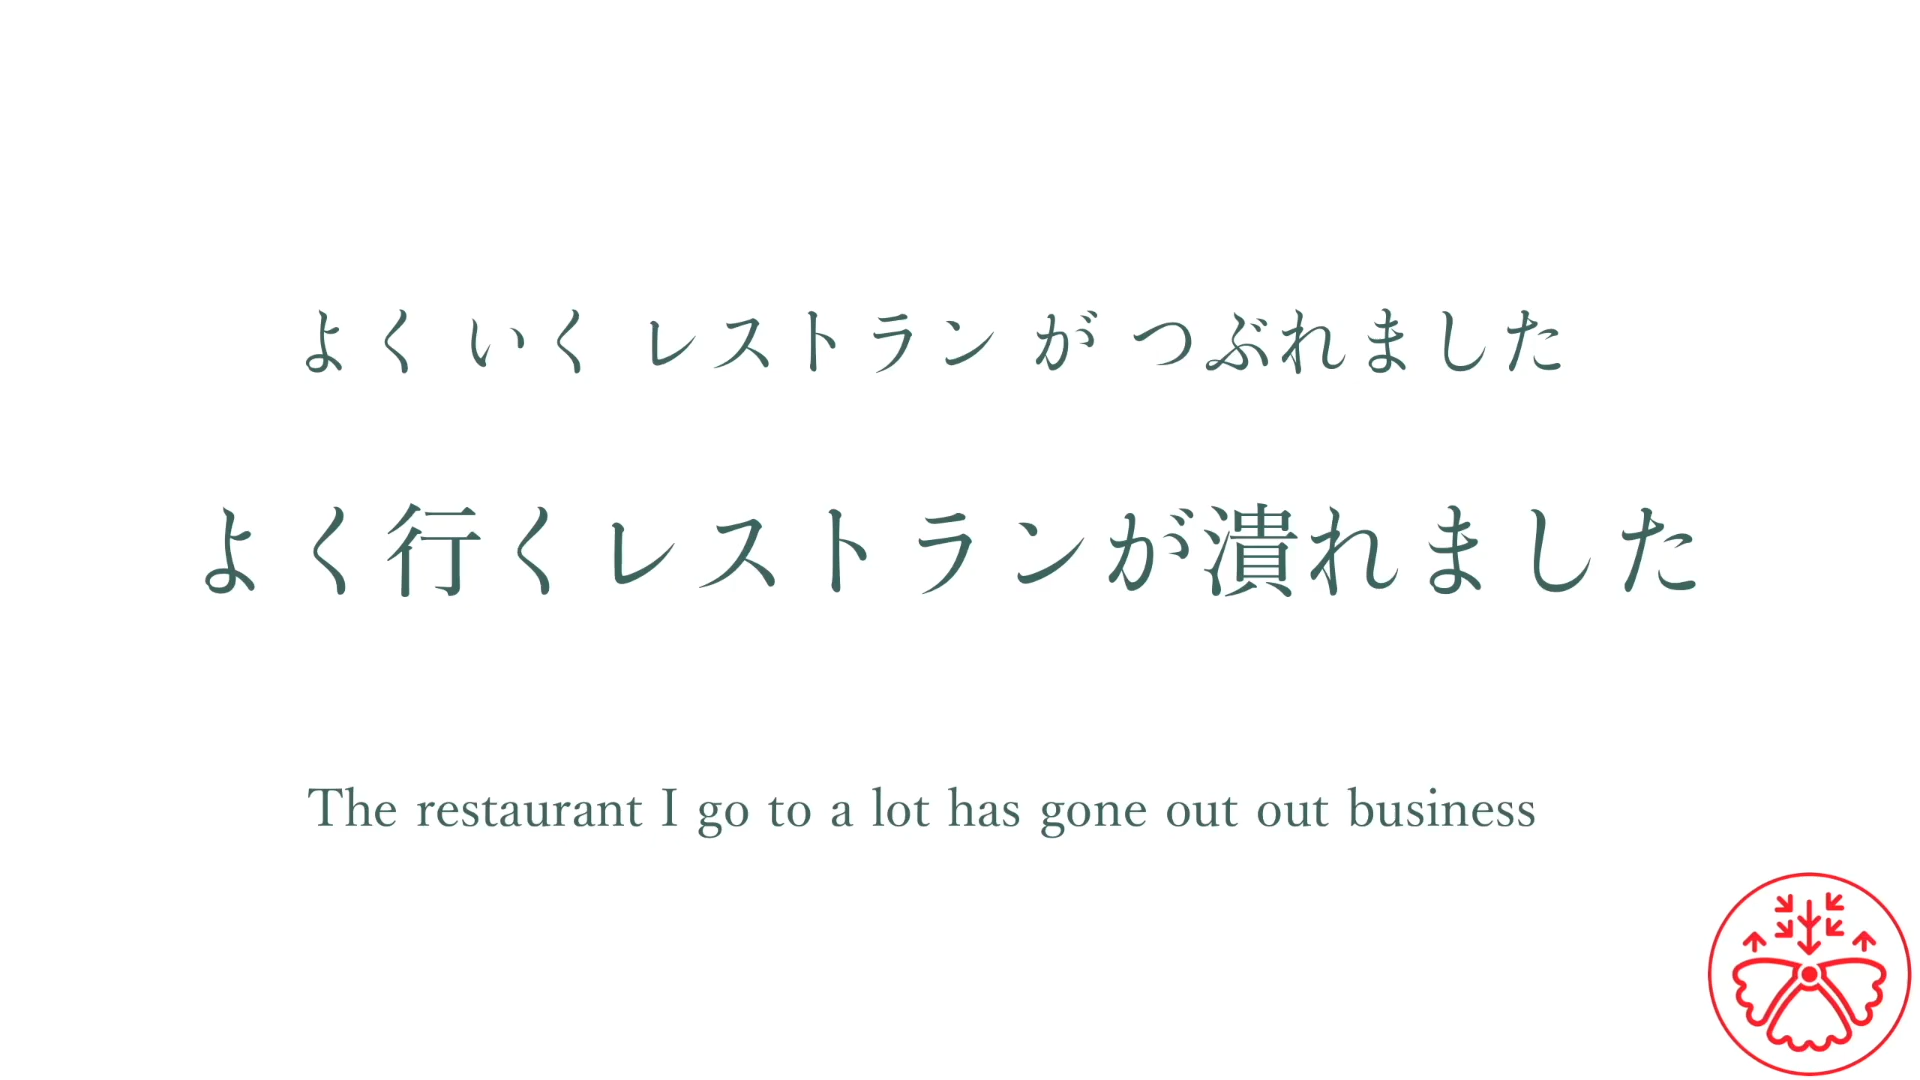 よく いく レストラン が つぶれました
よく行くレストランが潰れました
The restaurant I go to a lot has gone out out business